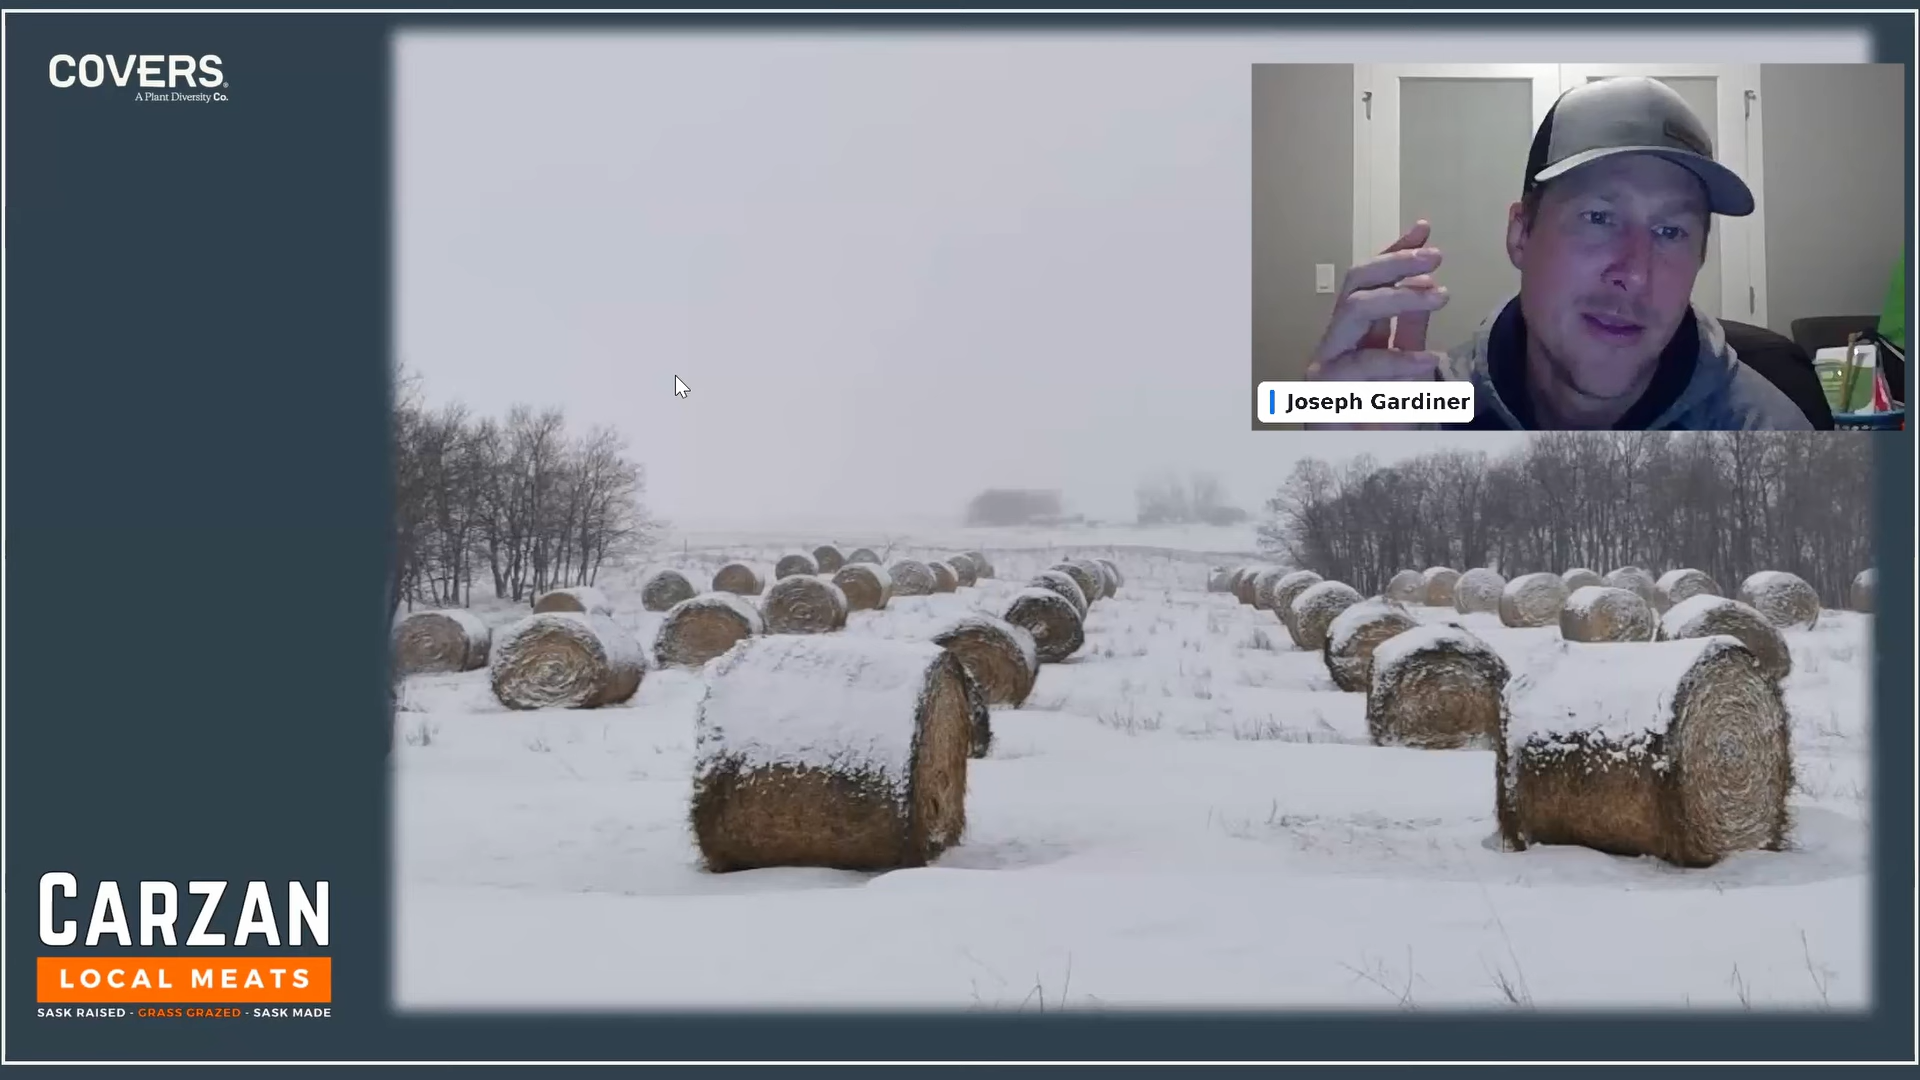 COVERS®
A Plant Diversity Co.
Joseph Gardiner
CARZAN
LOCAL MEATS
SASK RAISED - GRASS GRAZED - SASK MADE